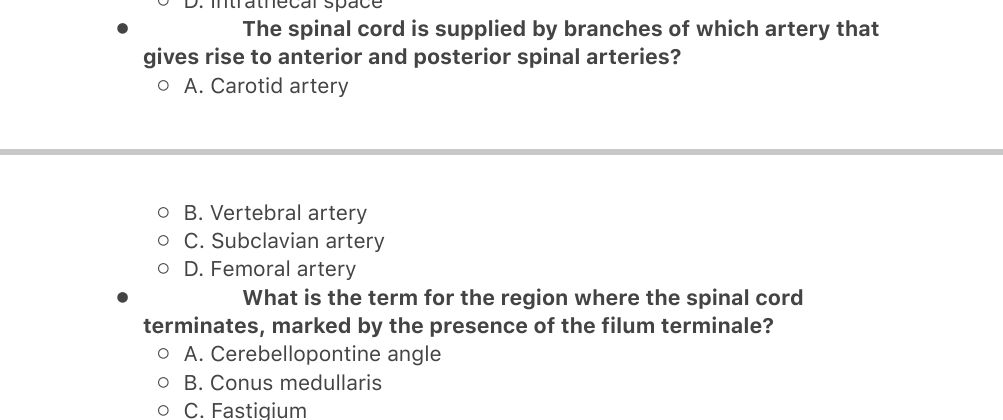 D. Intrathecal space
The spinal cord is supplied by branches of which artery that
gives rise to anterior and posterior spinal arteries?
A. Carotid artery
B. Vertebral artery
C. Subclavian artery
D. Femoral artery
What is the term for the region where the spinal cord
terminates, marked by the presence of the filum terminale?
A. Cerebellopontine angle
B. Conus medullaris
C. Fastigium